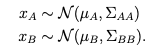 x_A ∼ 𝒩(μ_A, Σ_AA)
x_B ∼ 𝒩(μ_B, Σ_BB).